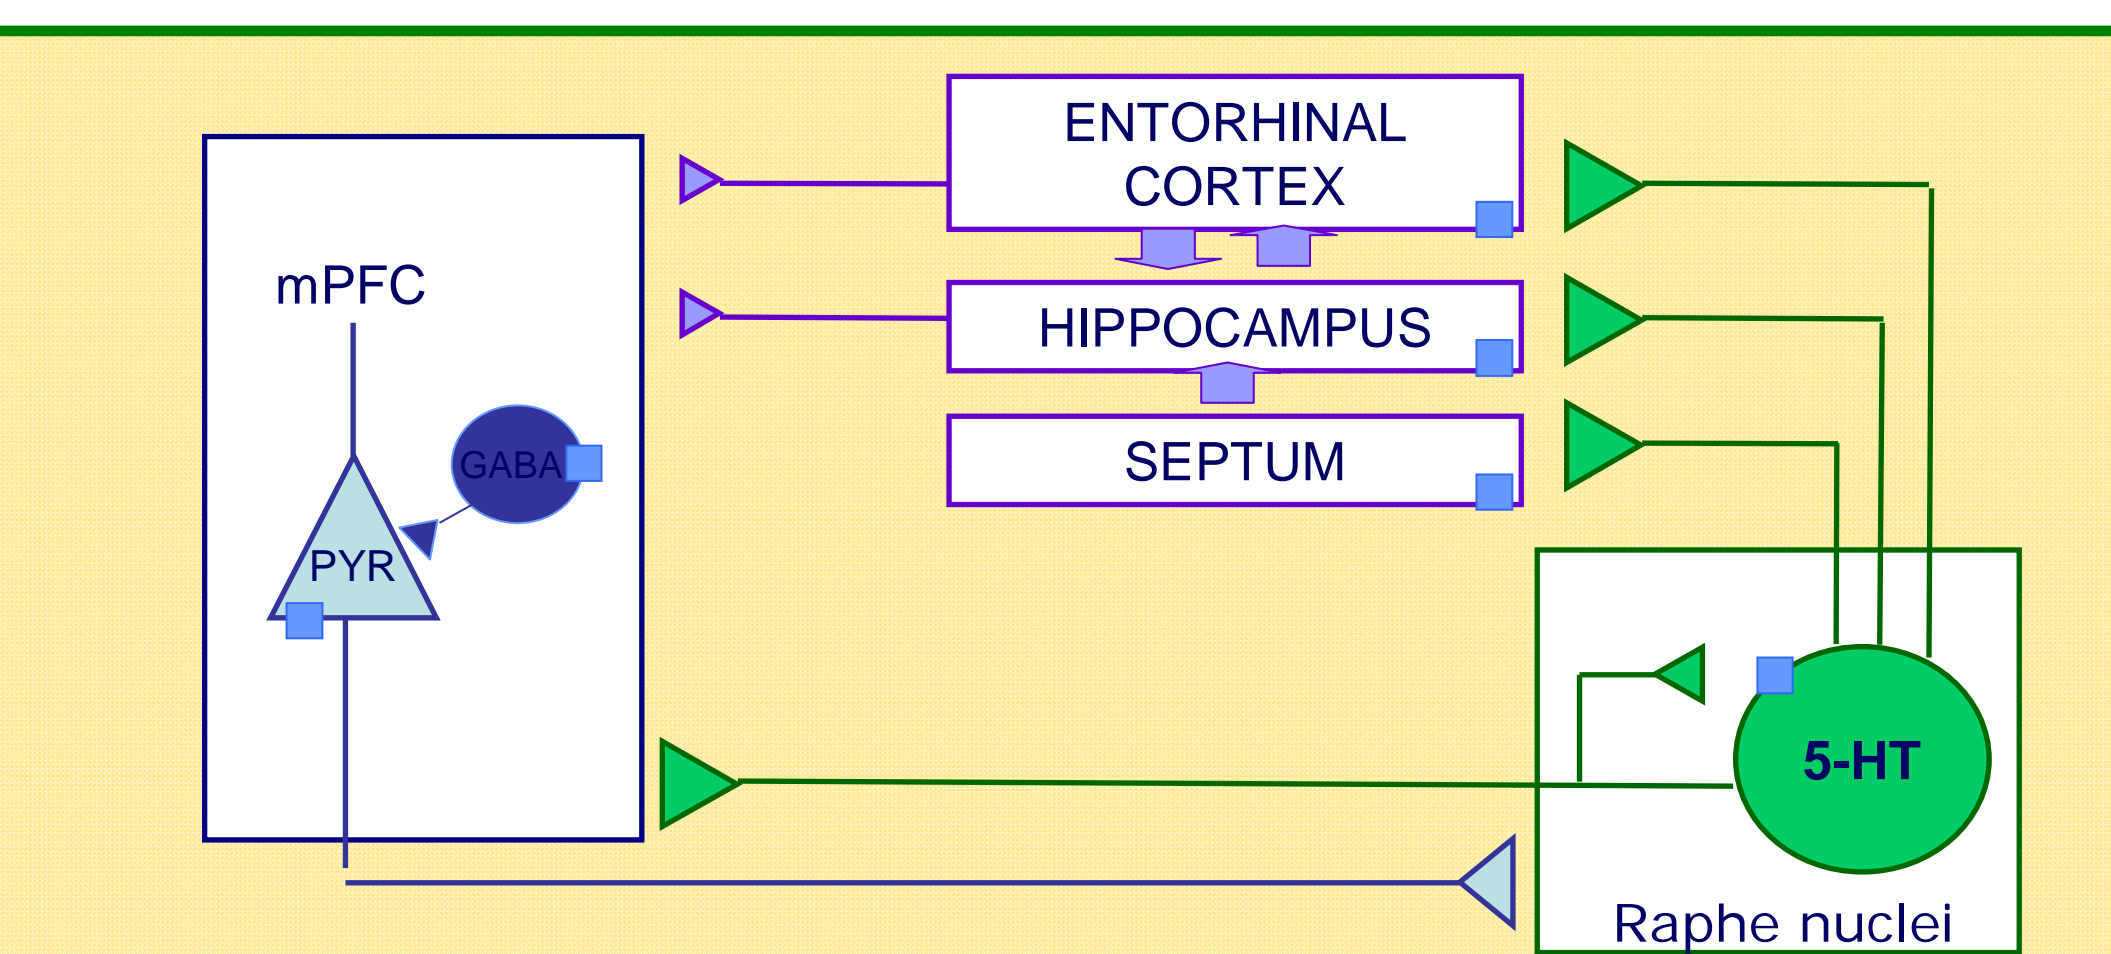 ENTORHINAL
CORTEX
mPFC
HIPPOCAMPUS
GABA
SEPTUM
PYR
5-HT
Raphe nuclei